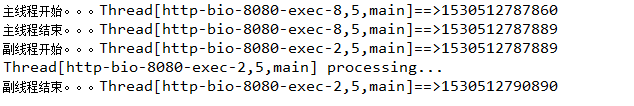 主线程开始。。。Thread[http-bio-8080-exec-8,5,main]==>1530512787860
主线程结束。。。Thread[http-bio-8080-exec-8,5,main]==>1530512787889
副线程开始。。。Thread[http-bio-8080-exec-2,5,main]==>1530512787889
Thread[http-bio-8080-exec-2,5,main] processing...
副线程结束。。。Thread[http-bio-8080-exec-2,5,main]==>1530512790890